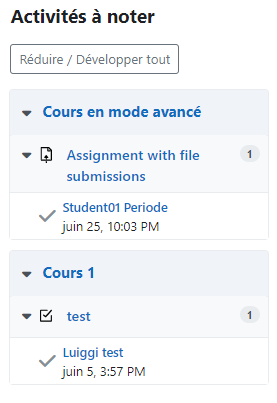 Activités à noter
Réduire / Développer tout
Cours en mode avancé
Assignment with file
submissions
1
Student01 Periode
juin 25, 10:03 PM
Cours 1
test
1
Luiggi test
juin 5, 3:57 PM